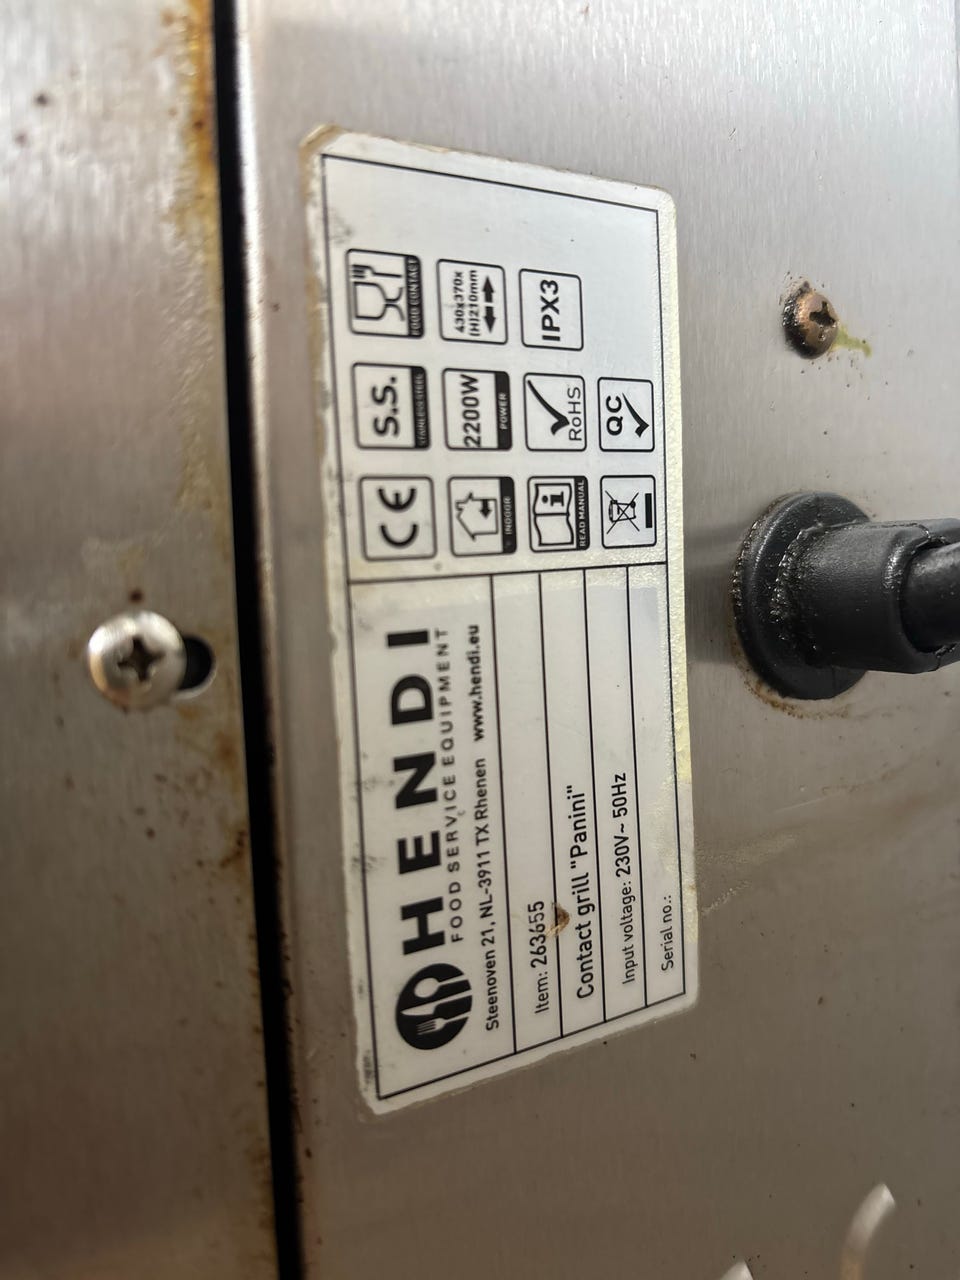 HENDI
FOOD SERVICE EQUIPMENT
Steenoven 21, NL-3911 TX Rhenen www.hendi.eu
Item: 263655
Contact grill "Panini"
Input voltage: 230V~ 50Hz
Serial no.:
CE
S.S.
STAINLESS STEEL
FOOD CONTACT
INDOOR
2200W
POWER
430x370x
(H)210mm
READ MANUAL
RoHS
IPX3
QC